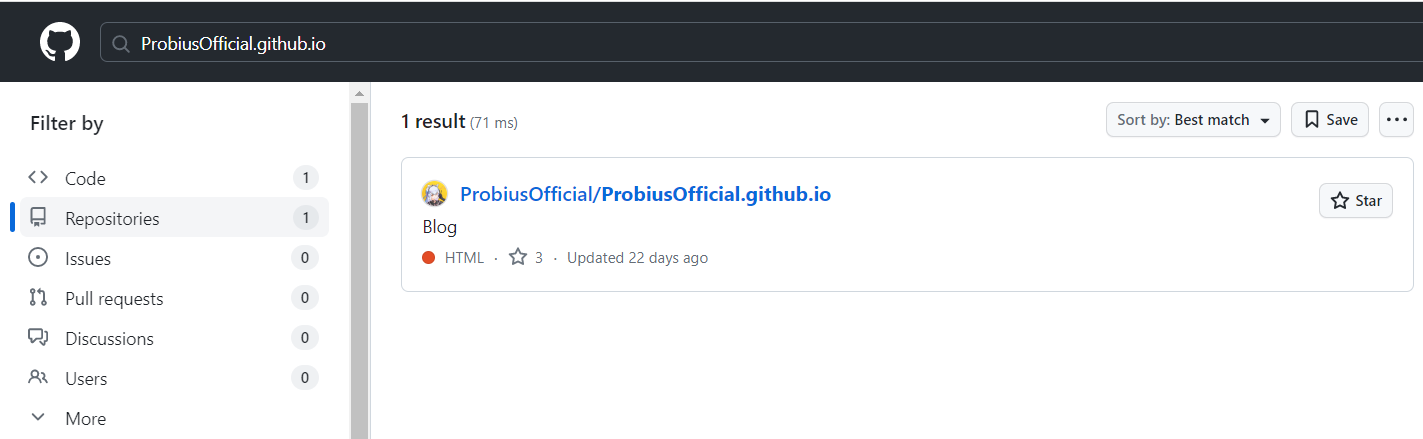 ProbiusOfficial.github.io
Filter by
Code 1
Repositories 1
Issues 0
Pull requests 0
Discussions 0
Users 0
More
1 result (71 ms)
Sort by: Best match
Save
ProbiusOfficial/ProbiusOfficial.github.io
Star
Blog
HTML · 3 · Updated 22 days ago